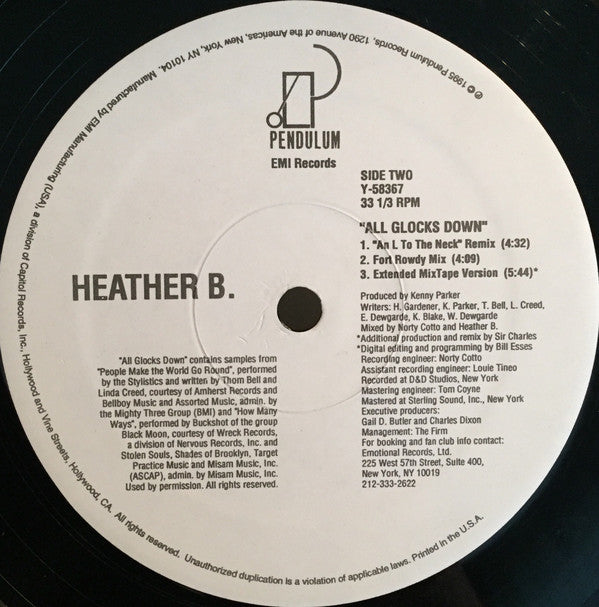 PENDULUM
EMI Records
SIDE TWO
Y-58367
33 1/3 RPM
"ALL GLOCKS DOWN"
1. "An L To The Neck" Remix (4:32)
2. Fort Rowdy Mix (4:09)
3. Extended MixTape Version (5:44)*
HEATHER B.
Produced by Kenny Parker
Writers: H. Gardener, K. Parker, T. Bell, L. Creed,
E. Dewgarde, K. Blake, W. Dewgarde
Mixed by Norty Cotto and Heather B.
*Additional production and remix by Sir Charles
*Digital editing and programming by Bill Esses
Recording engineer: Norty Cotto
Assistant recording engineer: Louie Tineo
Recorded at D&D Studios, New York
Mastering engineer: Tom Coyne
Mastered at Sterling Sound, Inc., New York
Executive producers:
Gail D. Butler and Charles Dixon
Management: The Firm
For booking and fan club info contact:
Emotional Records, Ltd.
225 West 57th Street, Suite 400,
New York, NY 10019
212-333-2622
"All Glocks Down" contains samples from
"People Make the World Go Round", performed
by the Stylistics and written by Thom Bell and
Linda Creed, courtesy of Amherst Records and
Bellboy Music and Assorted Music, admin. by
the Mighty Three Group (BMI) and "How Many
Ways", performed by Buckshot of the group
Black Moon, courtesy of Wreck Records,
a division of Nervous Records, Inc. and
Stolen Souls, Shades of Brooklyn, Target
Practice Music and Misam Music, Inc.
(ASCAP), admin. by Misam Music, Inc.
Used by permission. All rights reserved.
℗© 1995 Pendulum Records, 1290 Avenue of the Americas, New York, NY 10104. Manufactured by EMI Manufacturing (USA), a division of Capitol Records, Inc., Hollywood and Vine Streets, Hollywood, CA. All rights reserved. Unauthorized duplication is a violation of applicable laws. Printed in the U.S.A.